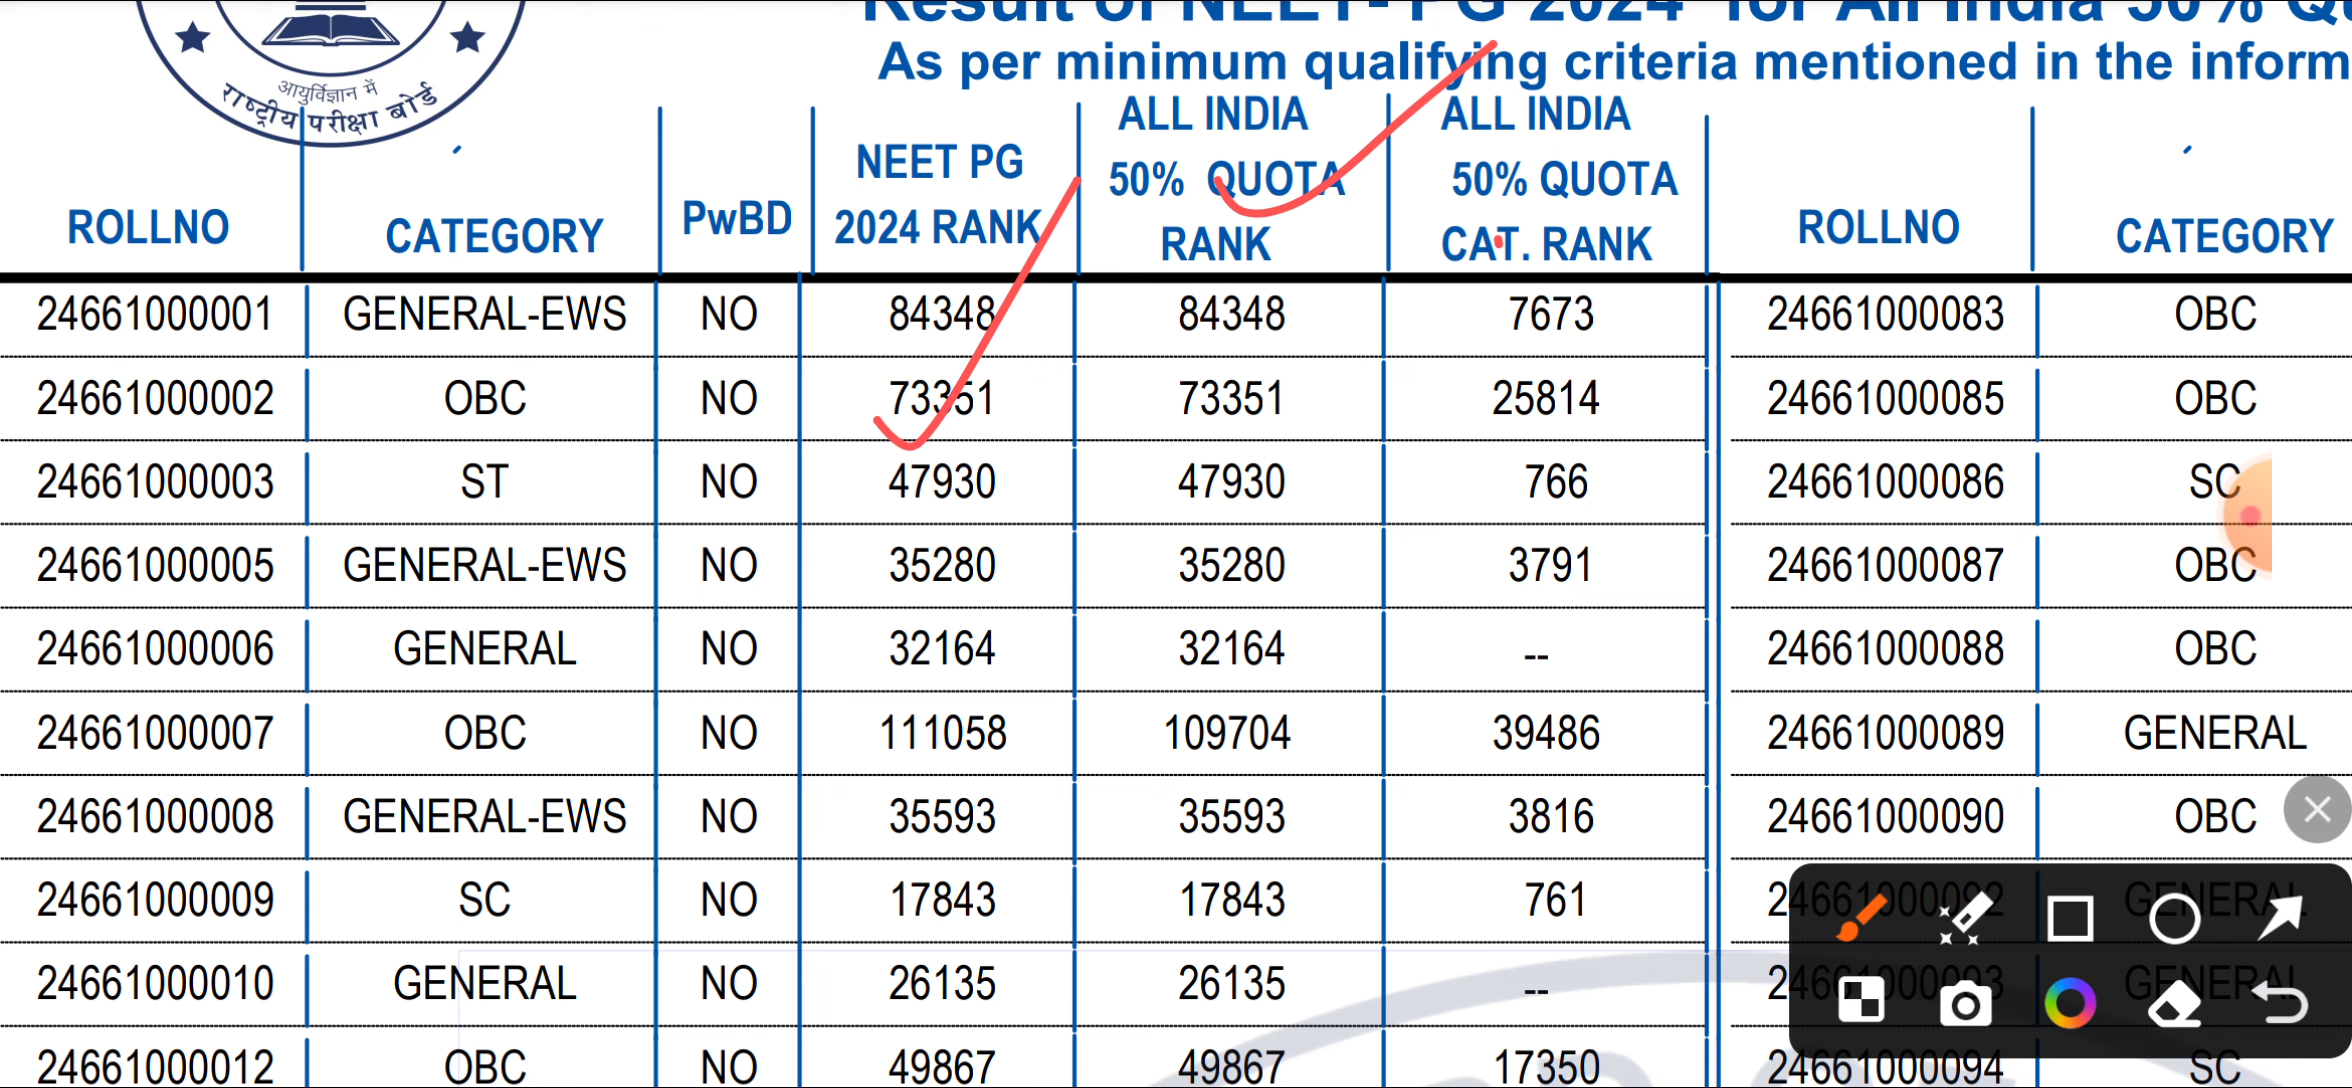 Result of NEET- PG 2024 for All India 50% Qu
As per minimum qualifying criteria mentioned in the inform
आयुर्विज्ञान में
राष्ट्रीय परीक्षा बोर्ड
ROLLNO CATEGORY PwBD NEET PG 2024 RANK ALL INDIA 50% QUOTA RANK ALL INDIA 50% QUOTA CAT. RANK ROLLNO CATEGORY
24661000001 GENERAL-EWS NO 84348 84348 7673 24661000083 OBC
24661000002 OBC NO 73351 73351 25814 24661000085 OBC
24661000003 ST NO 47930 47930 766 24661000086 SC
24661000005 GENERAL-EWS NO 35280 35280 3791 24661000087 OBC
24661000006 GENERAL NO 32164 32164 -- 24661000088 OBC
24661000007 OBC NO 111058 109704 39486 24661000089 GENERAL
24661000008 GENERAL-EWS NO 35593 35593 3816 24661000090 OBC
24661000009 SC NO 17843 17843 761 24661000092 GENERAL
24661000010 GENERAL NO 26135 26135 -- 24661000093 GENERAL
24661000012 OBC NO 49867 49867 17350 24661000094 SC